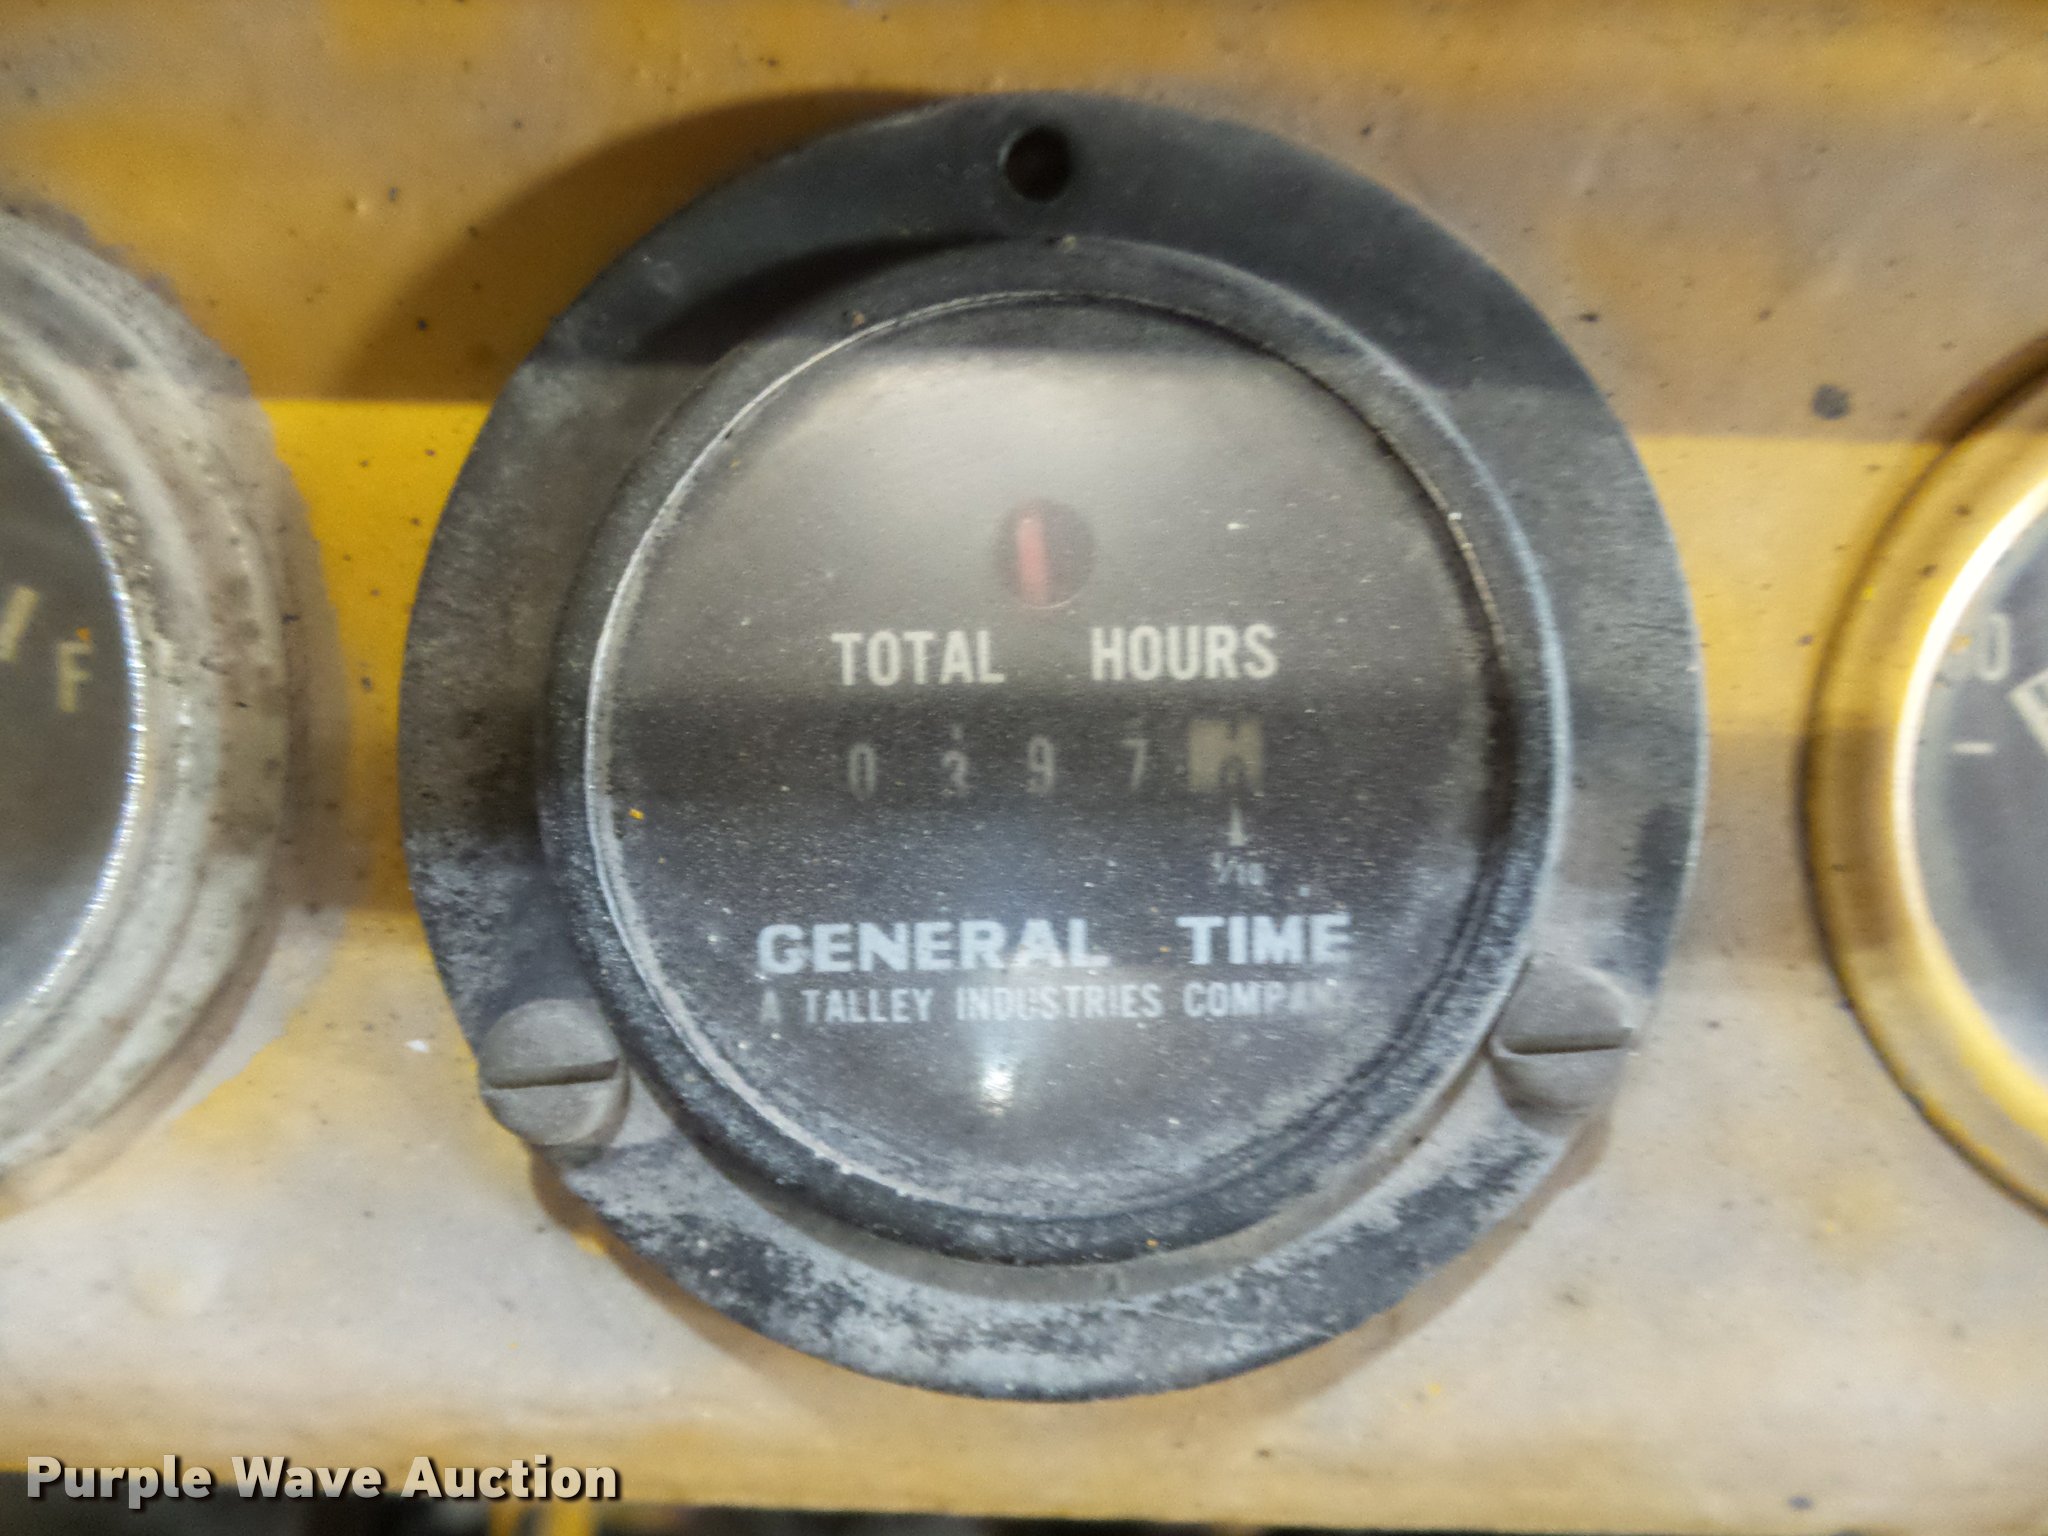 TOTAL HOURS
0 3 9 7
1/10
GENERAL TIME
A TALLEY INDUSTRIES COMPANY
F
Purple Wave Auction